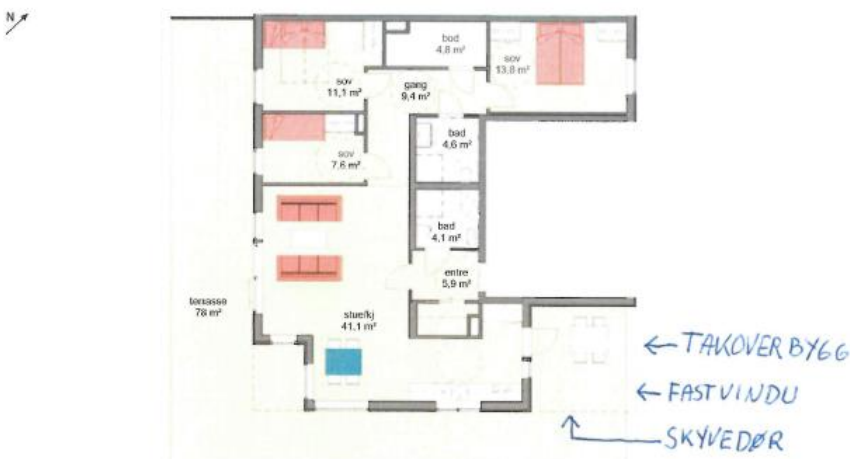 N
bod
4,8 m²
sov
13,8 m²
sov
11,1 m²
gang
9,4 m²
bad
4,6 m²
sov
7,6 m²
bad
4,1 m²
entre
5,9 m²
terrasse
78 m²
stue/kj
41,1 m²
← TAKOVERBYGG
← FASTVINDU
SKYVEDØR